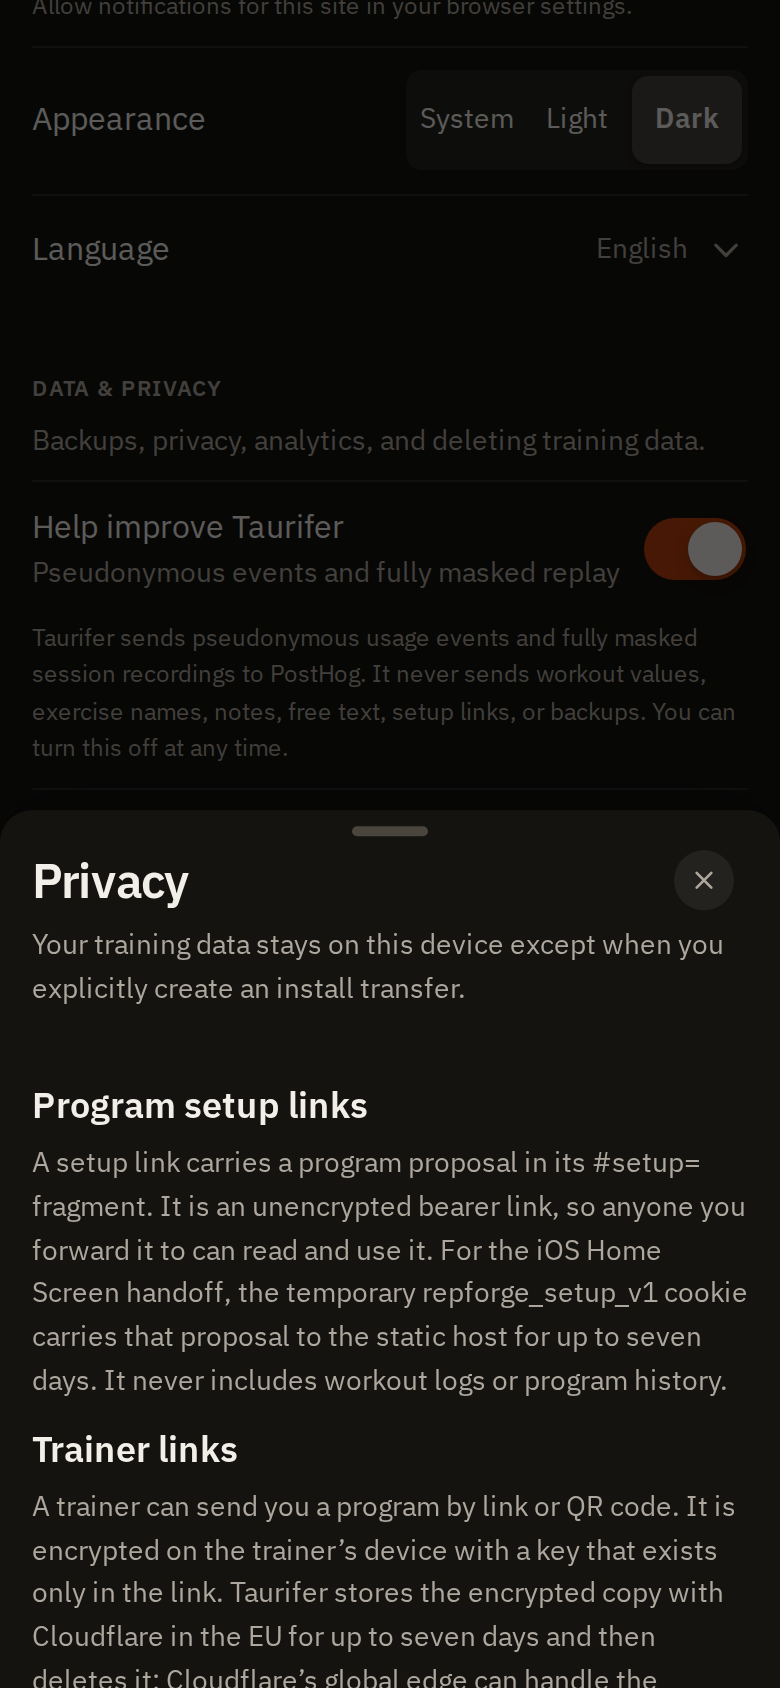 Allow notifications for this site in your browser settings.
Appearance
System Light Dark
Language
English
DATA & PRIVACY
Backups, privacy, analytics, and deleting training data.
Help improve Taurifer
Pseudonymous events and fully masked replay
Taurifer sends pseudonymous usage events and fully masked
session recordings to PostHog. It never sends workout values,
exercise names, notes, free text, setup links, or backups. You can
turn this off at any time.
Privacy
Your training data stays on this device except when you
explicitly create an install transfer.
Program setup links
A setup link carries a program proposal in its #setup=
fragment. It is an unencrypted bearer link, so anyone you
forward it to can read and use it. For the iOS Home
Screen handoff, the temporary repforge_setup_v1 cookie
carries that proposal to the static host for up to seven
days. It never includes workout logs or program history.
Trainer links
A trainer can send you a program by link or QR code. It is
encrypted on the trainer’s device with a key that exists
only in the link. Taurifer stores the encrypted copy with
Cloudflare in the EU for up to seven days and then
deletes it; Cloudflare’s global edge can handle the